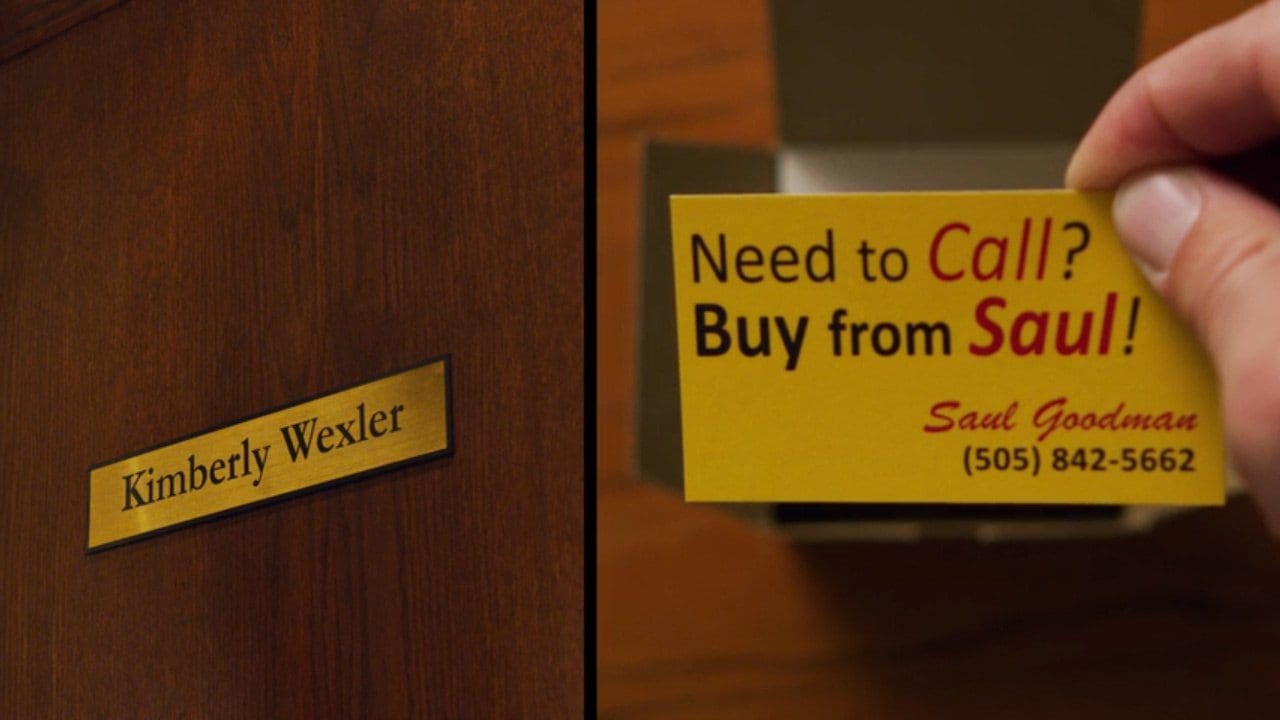 Kimberly Wexler
Need to Call?
Buy from Saul!
Saul Goodman
(505) 842-5662